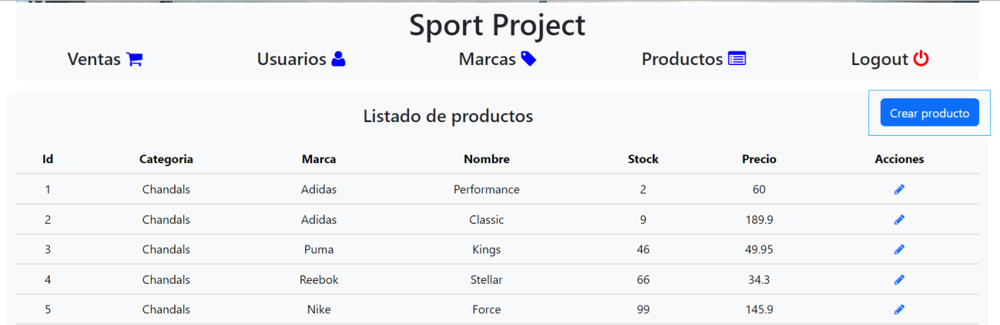 Sport Project
Ventas Usuarios Marcas Productos Logout
Listado de productos Crear producto
Id Categoria Marca Nombre Stock Precio Acciones
1 Chandals Adidas Performance 2 60
2 Chandals Adidas Classic 9 189.9
3 Chandals Puma Kings 46 49.95
4 Chandals Reebok Stellar 66 34.3
5 Chandals Nike Force 99 145.9